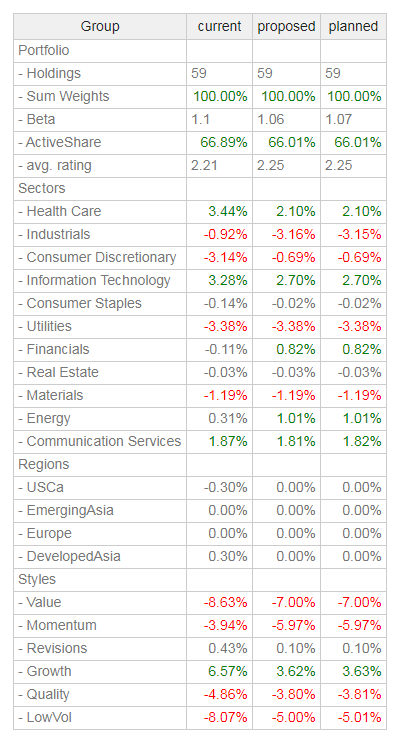 Group current proposed planned
Portfolio
- Holdings 59 59 59
- Sum Weights 100.00% 100.00% 100.00%
- Beta 1.1 1.06 1.07
- ActiveShare 66.89% 66.01% 66.01%
- avg. rating 2.21 2.25 2.25
Sectors
- Health Care 3.44% 2.10% 2.10%
- Industrials -0.92% -3.16% -3.15%
- Consumer Discretionary -3.14% -0.69% -0.69%
- Information Technology 3.28% 2.70% 2.70%
- Consumer Staples -0.14% -0.02% -0.02%
- Utilities -3.38% -3.38% -3.38%
- Financials -0.11% 0.82% 0.82%
- Real Estate -0.03% -0.03% -0.03%
- Materials -1.19% -1.19% -1.19%
- Energy 0.31% 1.01% 1.01%
- Communication Services 1.87% 1.81% 1.82%
Regions
- USCa -0.30% 0.00% 0.00%
- EmergingAsia 0.00% 0.00% 0.00%
- Europe 0.00% 0.00% 0.00%
- DevelopedAsia 0.30% 0.00% 0.00%
Styles
- Value -8.63% -7.00% -7.00%
- Momentum -3.94% -5.97% -5.97%
- Revisions 0.43% 0.10% 0.10%
- Growth 6.57% 3.62% 3.63%
- Quality -4.86% -3.80% -3.81%
- LowVol -8.07% -5.00% -5.01%